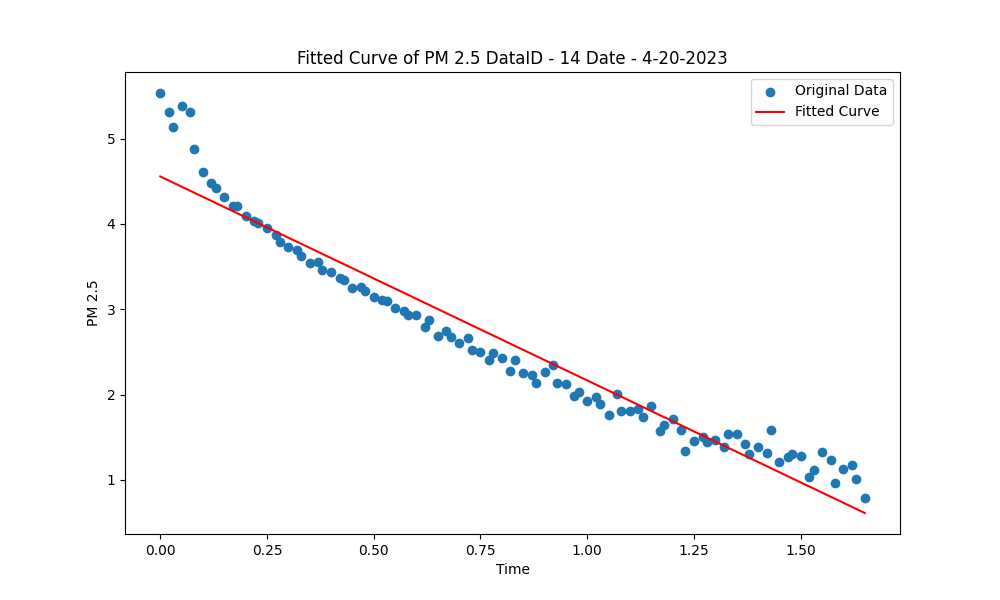 Fitted Curve of PM 2.5 DataID - 14 Date - 4-20-2023
Original Data
Fitted Curve
5
4
3
2
1
PM 2.5
0.00 0.25 0.50 0.75 1.00 1.25 1.50
Time